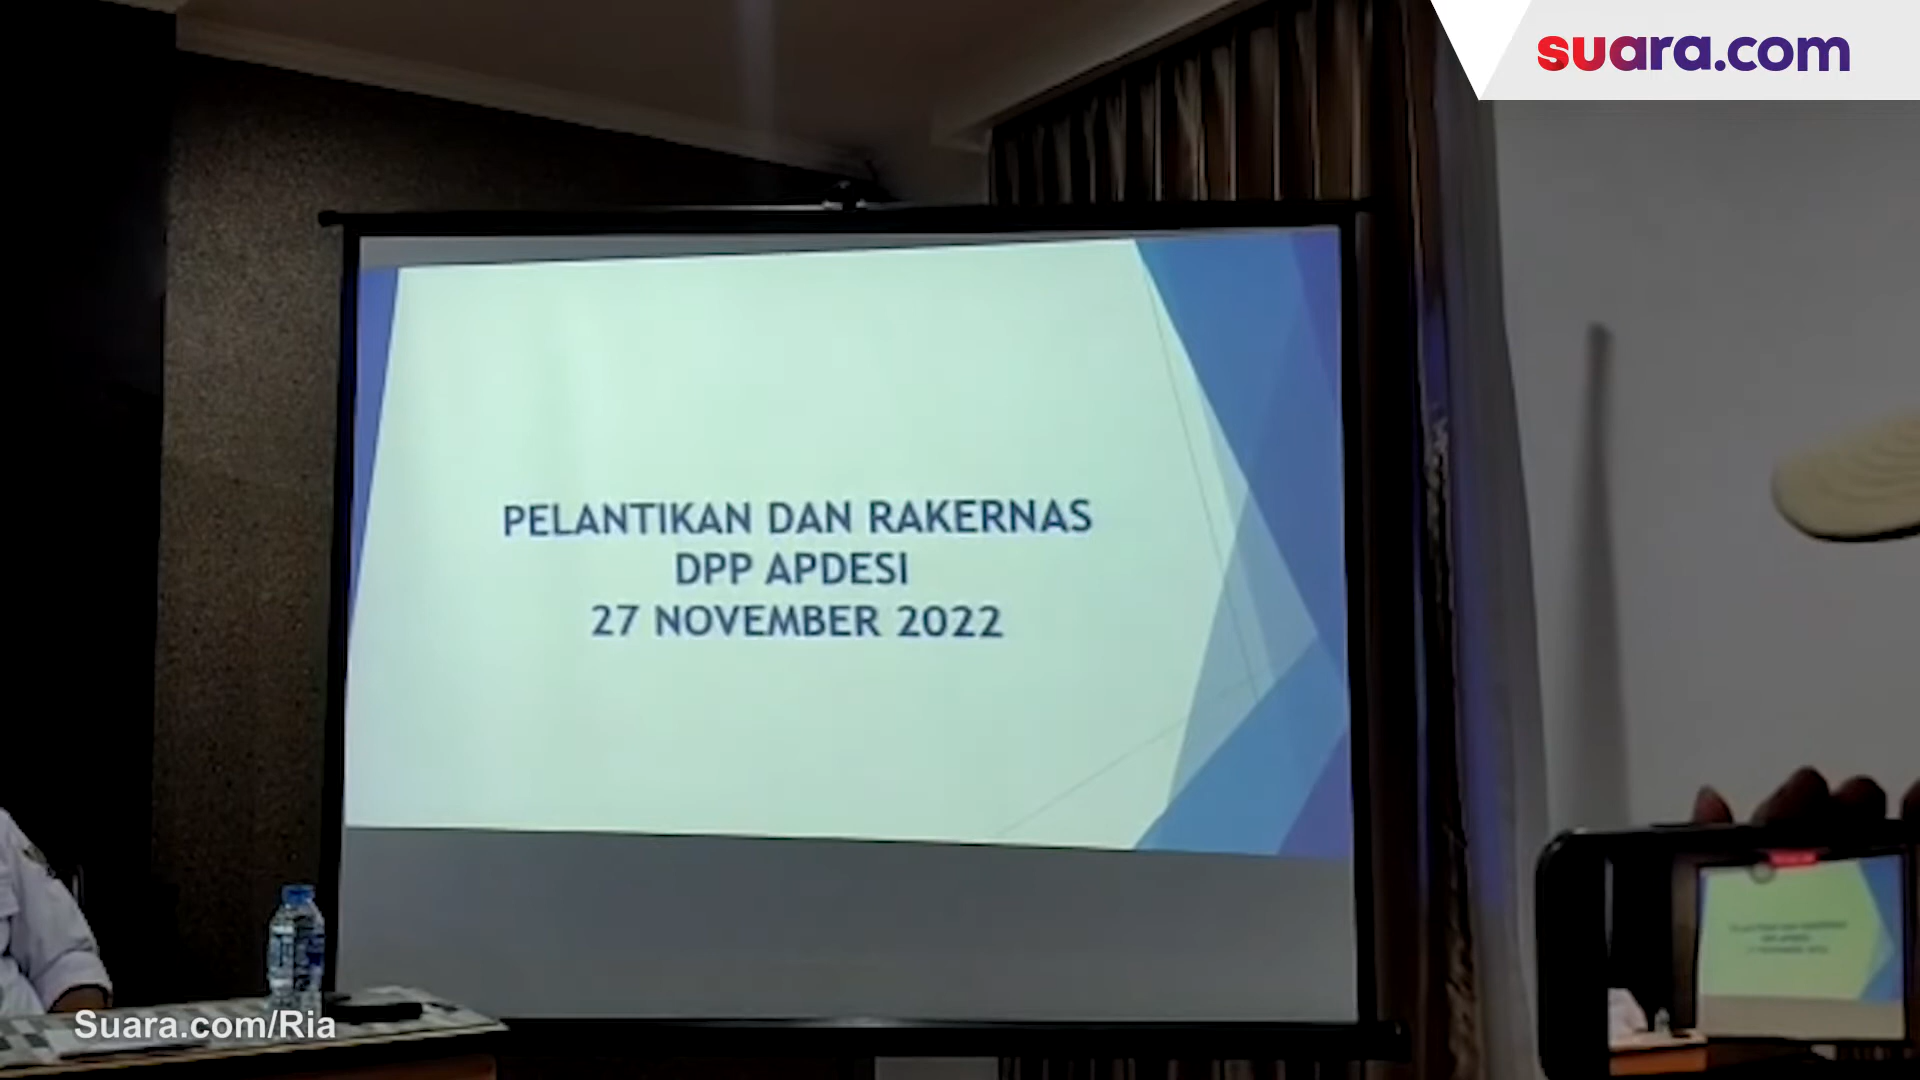 suara.com
PELANTIKAN DAN RAKERNAS
DPP APDESI
27 NOVEMBER 2022
Suara.com/Ria